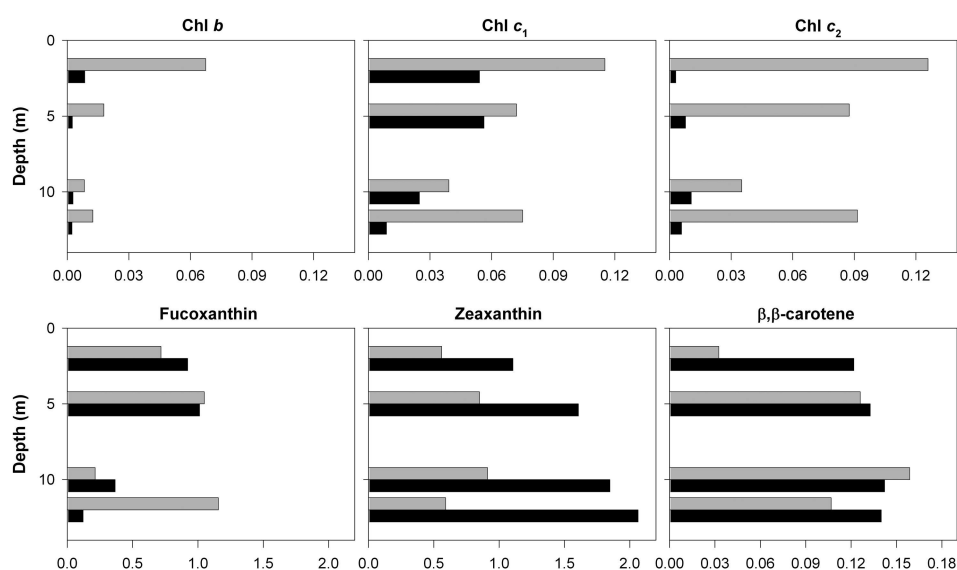 Chl b Chl c1 Chl c2
0
5
10
Depth (m)
0.00 0.03 0.06 0.09 0.12 0.00 0.03 0.06 0.09 0.12 0.00 0.03 0.06 0.09 0.12
Fucoxanthin Zeaxanthin β,β-carotene
0
5
10
Depth (m)
0.0 0.5 1.0 1.5 2.0 0.0 0.5 1.0 1.5 2.0 0.00 0.03 0.06 0.09 0.12 0.15 0.18